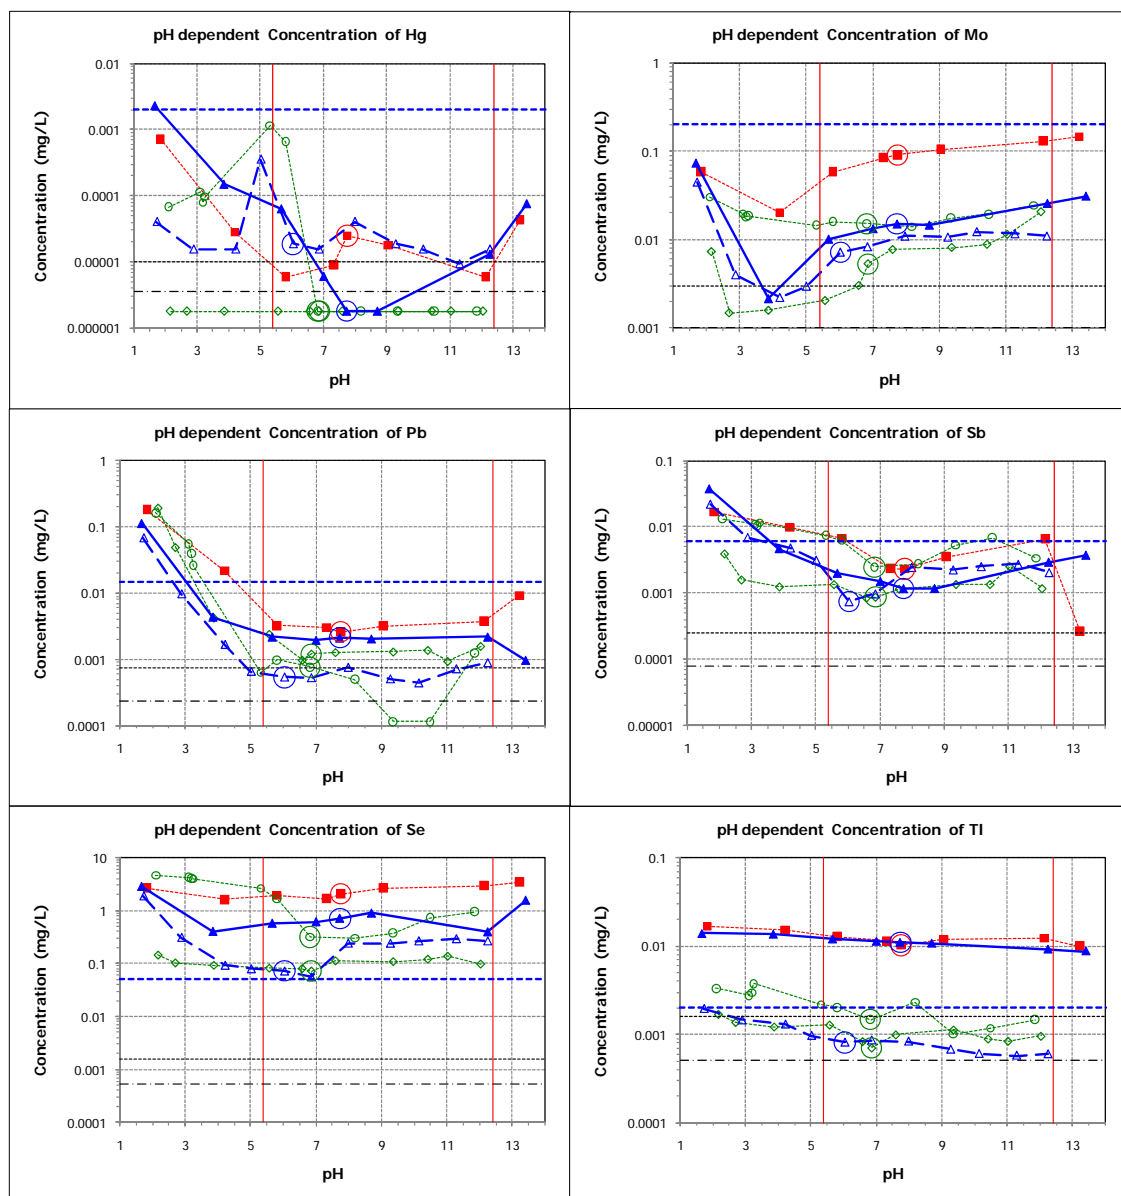 pH dependent Concentration of Hg
0.01
0.001
0.0001
0.00001
0.000001
Concentration (mg/L)
1 3 5 7 9 11 13
pH
pH dependent Concentration of Mo
1
0.1
0.01
0.001
Concentration (mg/L)
1 3 5 7 9 11 13
pH
pH dependent Concentration of Pb
1
0.1
0.01
0.001
0.0001
Concentration (mg/L)
1 3 5 7 9 11 13
pH
pH dependent Concentration of Sb
0.1
0.01
0.001
0.0001
0.00001
Concentration (mg/L)
1 3 5 7 9 11 13
pH
pH dependent Concentration of Se
10
1
0.1
0.01
0.001
0.0001
Concentration (mg/L)
1 3 5 7 9 11 13
pH
pH dependent Concentration of Tl
0.1
0.01
0.001
0.0001
Concentration (mg/L)
1 3 5 7 9 11 13
pH